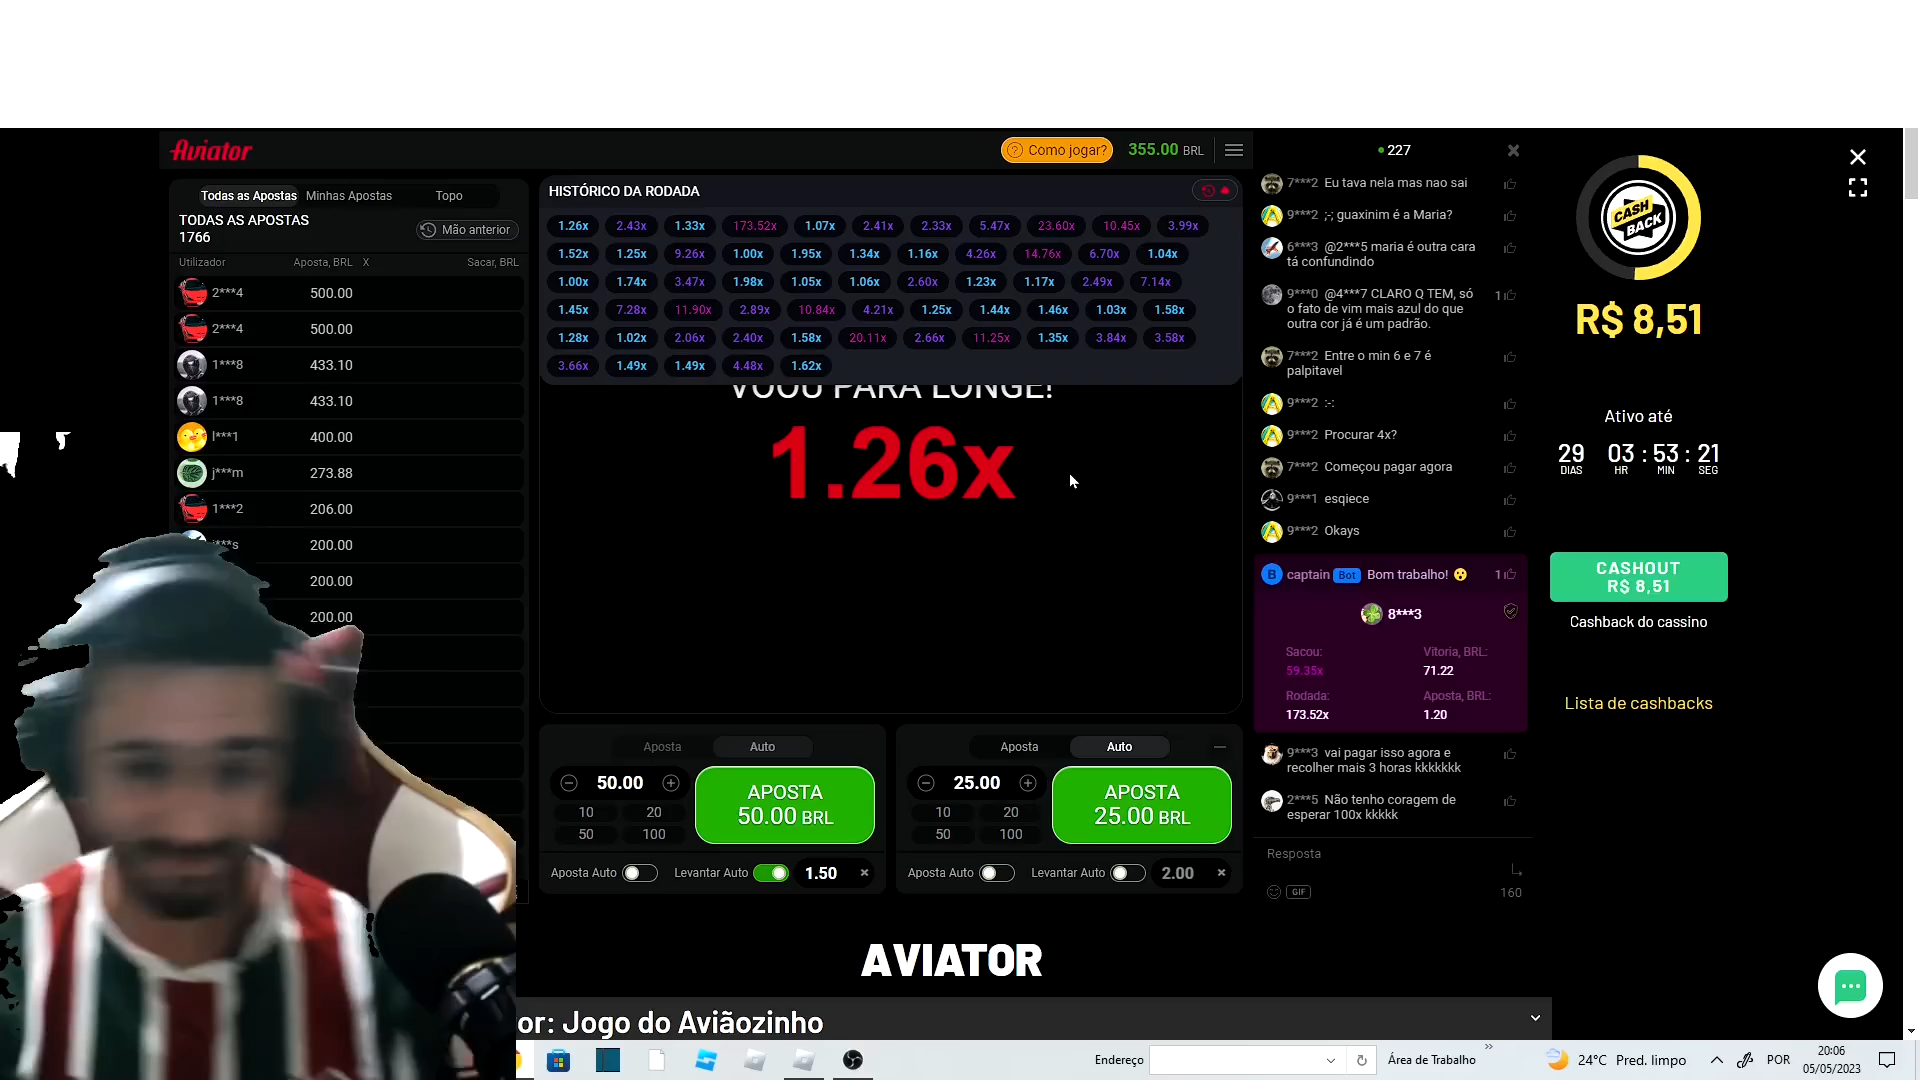 Aviator
Como jogar?
355.00 BRL
227
Todas as Apostas
Minhas Apostas
Topo
TODAS AS APOSTAS
1766
Mão anterior
Utilizador
Aposta, BRL X
Sacar, BRL
2***4 500.00
2***4 500.00
1***8 433.10
1***8 433.10
l***1 400.00
j***m 273.88
1***2 206.00
200.00
200.00
200.00
HISTÓRICO DA RODADA
1.26x 2.43x 1.33x 173.52x 1.07x 2.41x 2.33x 5.47x 23.60x 10.45x 3.99x
1.52x 1.25x 9.26x 1.00x 1.95x 1.34x 1.16x 4.26x 14.76x 6.70x 1.04x
1.00x 1.74x 3.47x 1.98x 1.05x 1.06x 2.60x 1.23x 1.17x 2.49x 7.14x
1.45x 7.28x 11.90x 2.89x 10.84x 4.21x 1.25x 1.44x 1.46x 1.03x 1.58x
1.28x 1.02x 2.06x 2.40x 1.58x 20.11x 2.66x 11.25x 1.35x 3.84x 3.58x
3.66x 1.49x 1.49x 4.48x 1.62x
VOOU PARA LONGE!
1.26x
Aposta Auto
50.00
10 20
50 100
APOSTA
50.00 BRL
Aposta Auto
Levantar Auto
1.50
Aposta Auto
25.00
10 20
50 100
APOSTA
25.00 BRL
Aposta Auto
Levantar Auto
2.00
7***2 Eu tava nela mas nao sai
9***2 ;-; guaxinim é a Maria?
6***3 @2***5 maria é outra cara
tá confundindo
9***0 @4***7 CLARO Q TEM, só
o fato de vim mais azul do que
outra cor já é um padrão.
1
7***2 Entre o min 6 e 7 é
palpitavel
9***2 :-:
9***2 Procurar 4x?
7***2 Começou pagar agora
9***1 esqiece
9***2 Okays
B captain Bot Bom trabalho! 😮 1
8***3
Sacou:
59.35x
Vitoria, BRL:
71.22
Rodada:
173.52x
Aposta, BRL:
1.20
9***3 vai pagar isso agora e
recolher mais 3 horas kkkkkkk
2***5 Não tenho coragem de
esperar 100x kkkkk
Resposta
GIF
160
CASH
BACK
R$ 8,51
Ativo até
29 03 : 53 : 21
DIAS HR MIN SEG
CASHOUT
R$ 8,51
Cashback do cassino
Lista de cashbacks
AVIATOR
or: Jogo do Aviãozinho
Endereço
Área de Trabalho
24°C Pred. limpo
POR
20:06
05/05/2023